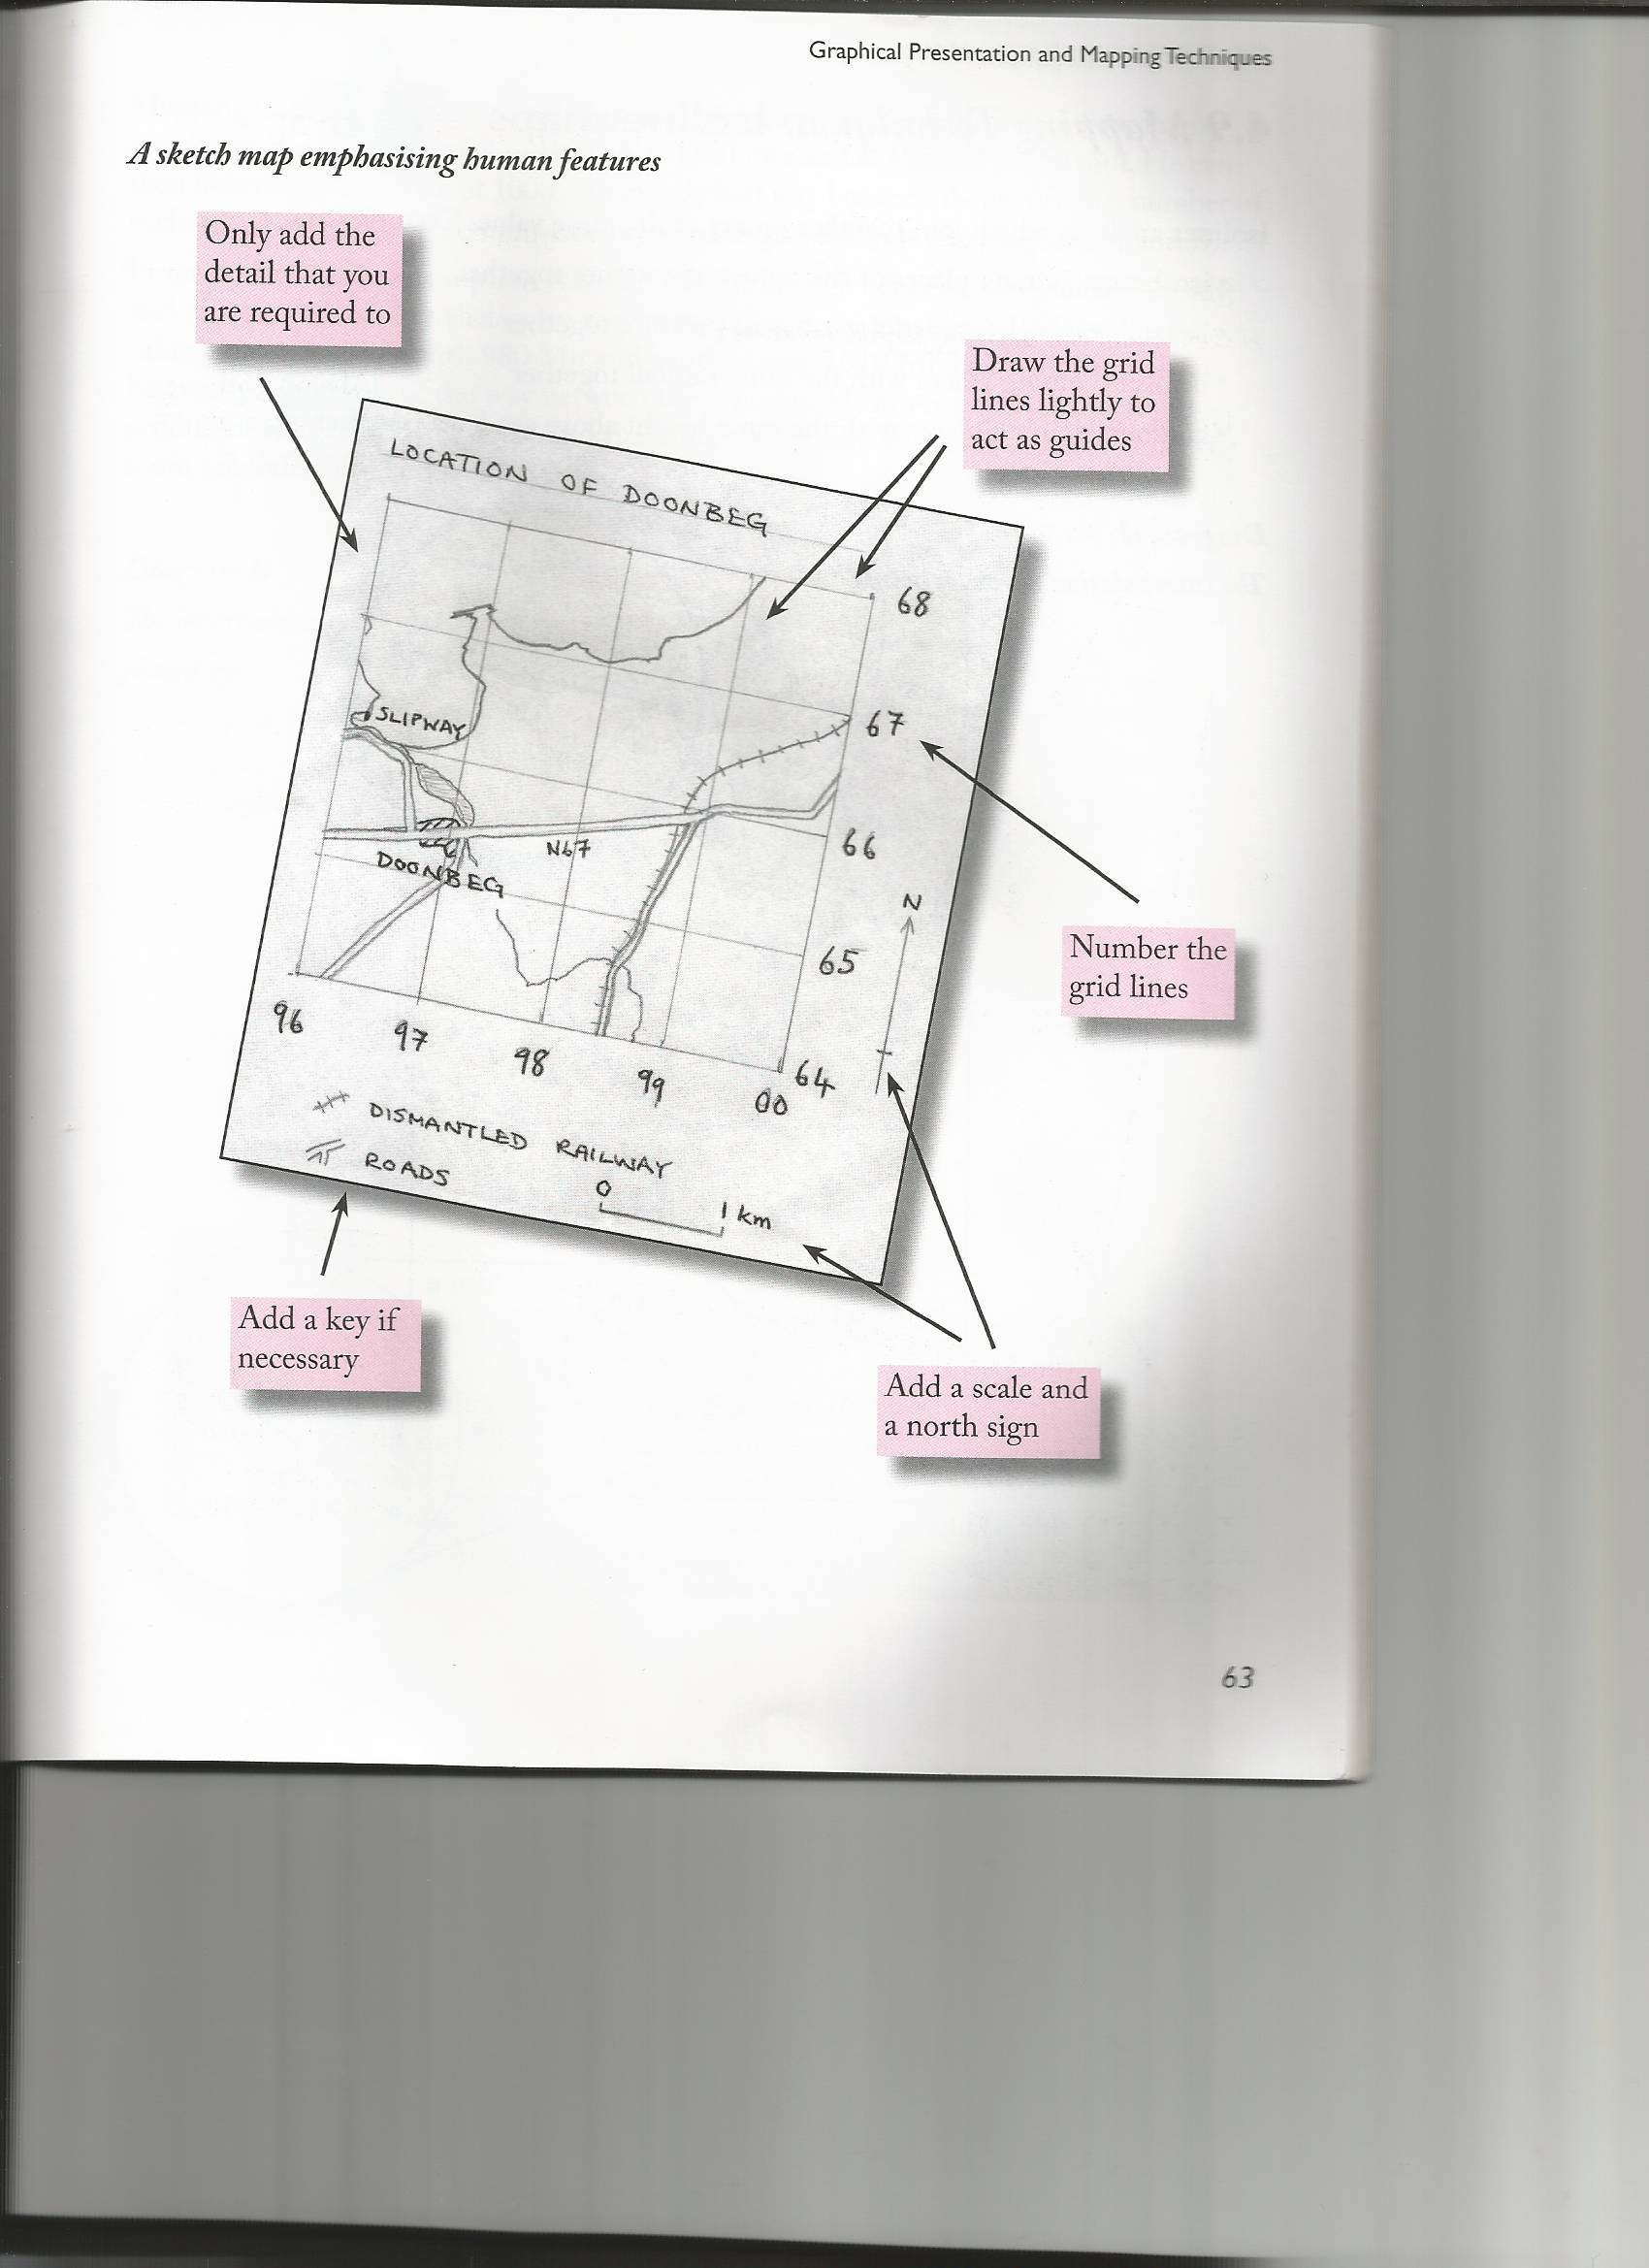 Graphical Presentation and Mapping Techniques
A sketch map emphasising human features
Only add the
detail that you
are required to
Draw the grid
lines lightly to
act as guides
LOCATION OF DOONBEG
68
67
SLIPWAY
66
N67
DOONBEG
N
65
Number the
grid lines
96
97
98
99
00
64
DISMANTLED RAILWAY
ROADS
0
1 km
Add a key if
necessary
Add a scale and
a north sign
63